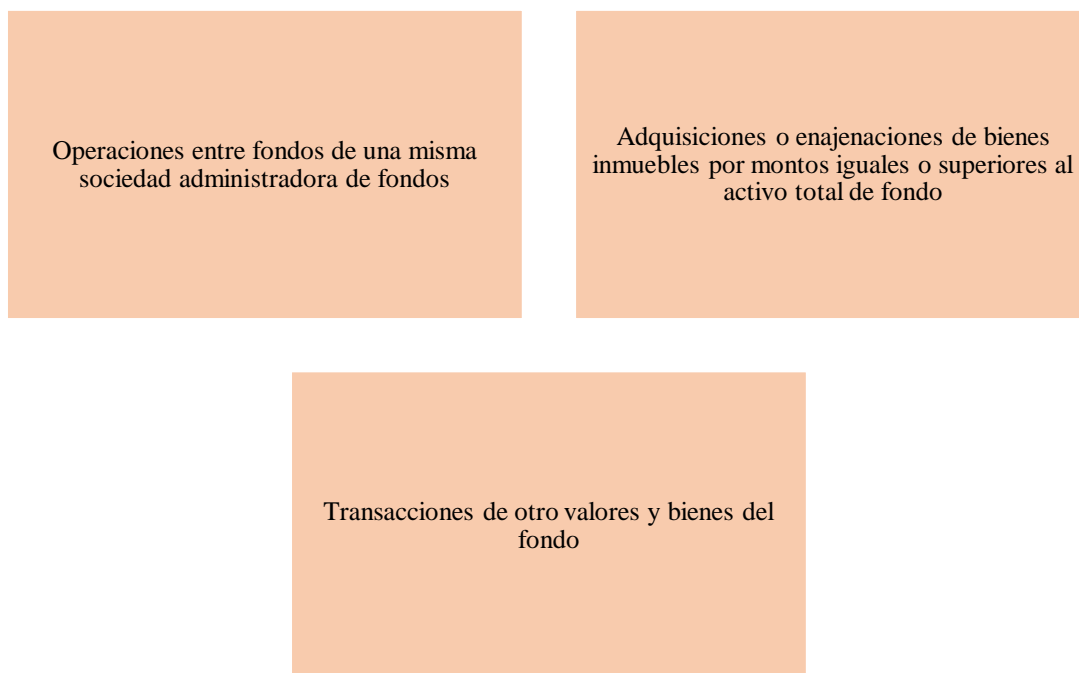 Operaciones entre fondos de una misma
sociedad administradora de fondos
Adquisiciones o enajenaciones de bienes
inmuebles por montos iguales o superiores al
activo total de fondo
Transacciones de otro valores y bienes del
fondo